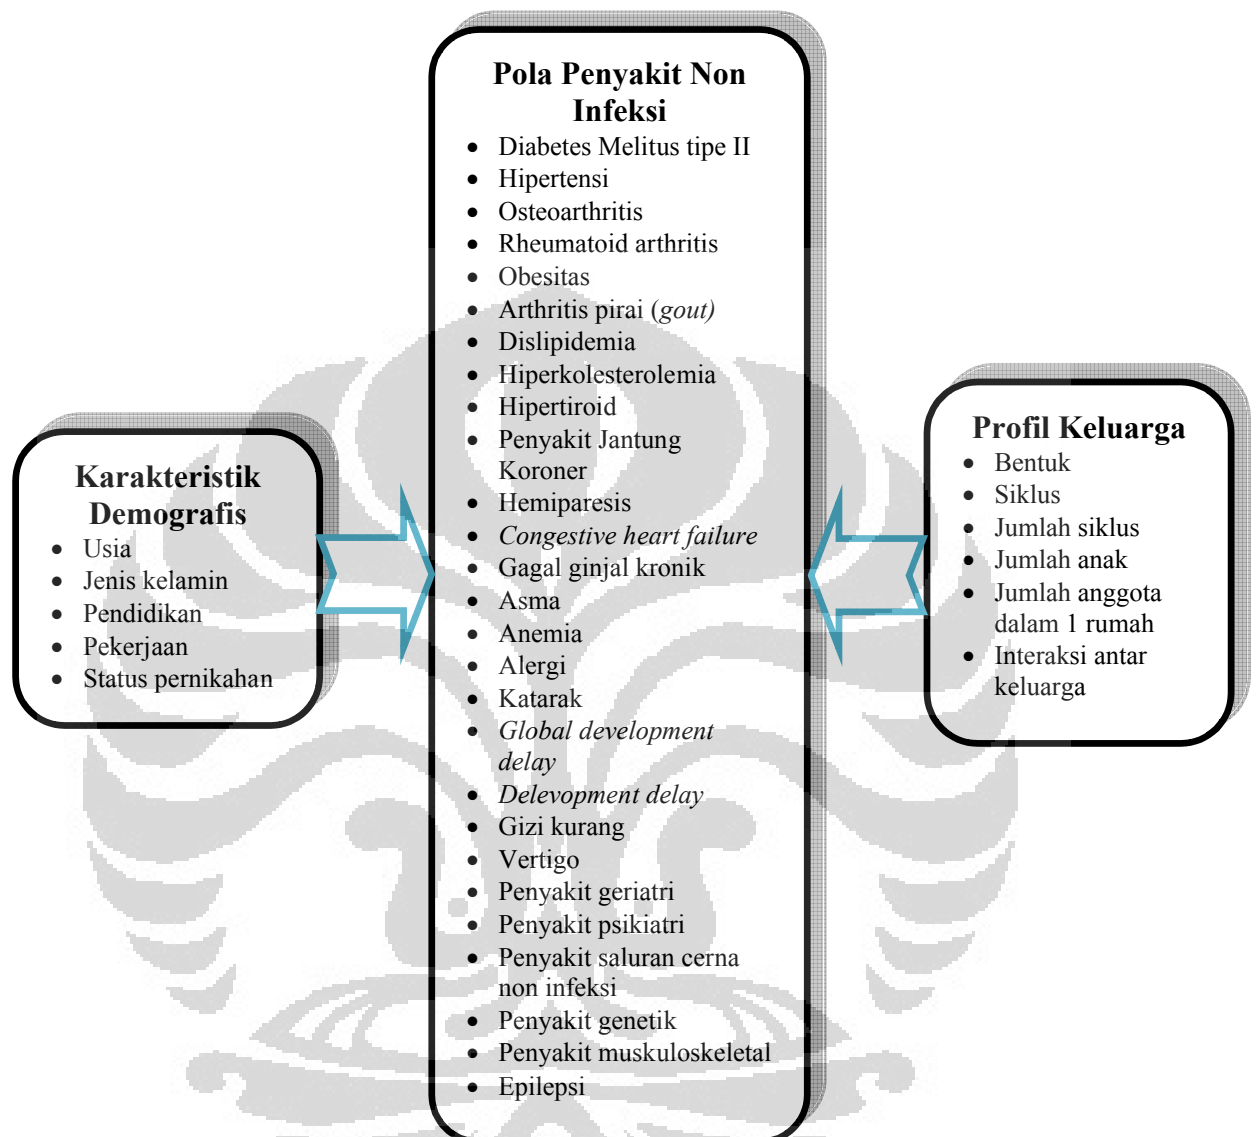 Pola Penyakit Non
Infeksi
• Diabetes Melitus tipe II
• Hipertensi
• Osteoarthritis
• Rheumatoid arthritis
• Obesitas
• Arthritis pirai (gout)
• Dislipidemia
• Hiperkolesterolemia
• Hipertiroid
• Penyakit Jantung
Koroner
• Hemiparesis
• Congestive heart failure
• Gagal ginjal kronik
• Asma
• Anemia
• Alergi
• Katarak
• Global development
delay
• Delevopment delay
• Gizi kurang
• Vertigo
• Penyakit geriatri
• Penyakit psikiatri
• Penyakit saluran cerna
non infeksi
• Penyakit genetik
• Penyakit muskuloskeletal
• Epilepsi
Karakteristik
Demografis
• Usia
• Jenis kelamin
• Pendidikan
• Pekerjaan
• Status pernikahan
Profil Keluarga
• Bentuk
• Siklus
• Jumlah siklus
• Jumlah anak
• Jumlah anggota
dalam 1 rumah
• Interaksi antar
keluarga